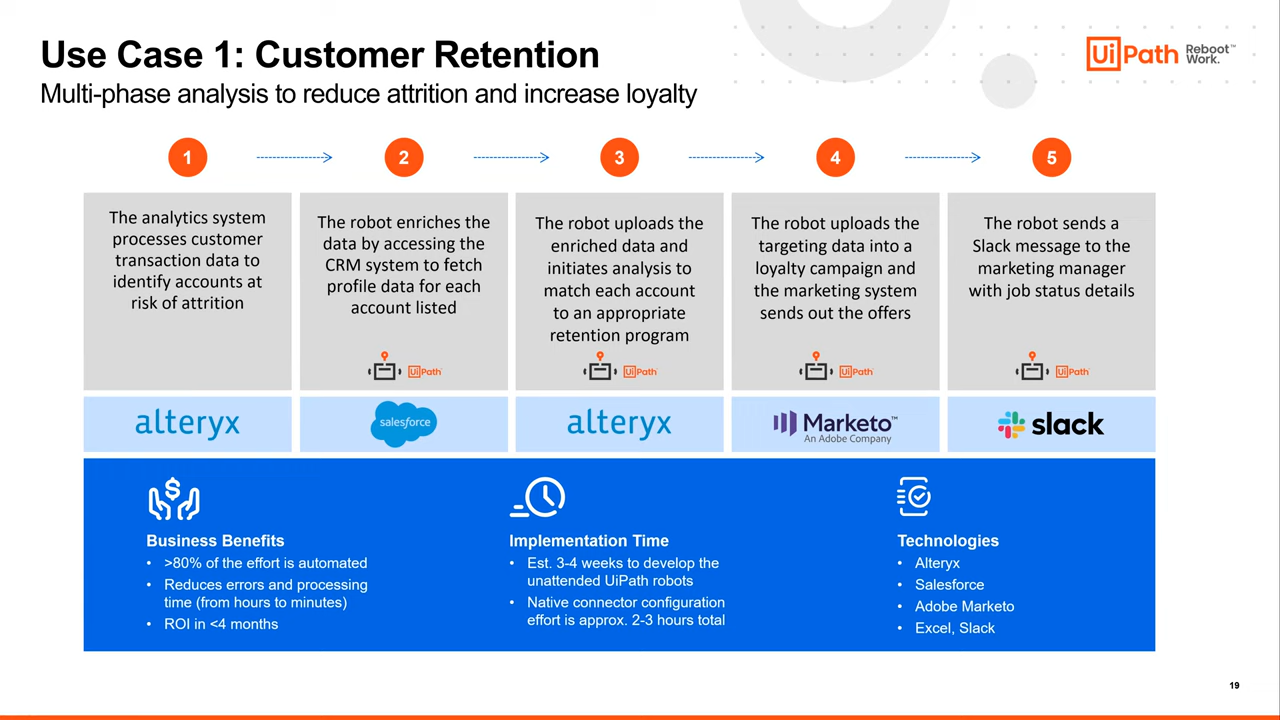 Use Case 1: Customer Retention
Multi-phase analysis to reduce attrition and increase loyalty
UiPath
Reboot™
Work.
1
2
3
4
5
The analytics system
processes customer
transaction data to
identify accounts at
risk of attrition
The robot enriches the
data by accessing the
CRM system to fetch
profile data for each
account listed
UiPath
The robot uploads the
enriched data and
initiates analysis to
match each account
to an appropriate
retention program
UiPath
The robot uploads the
targeting data into a
loyalty campaign and
the marketing system
sends out the offers
UiPath
The robot sends a
Slack message to the
marketing manager
with job status details
UiPath
alteryx
salesforce
alteryx
Marketo™
An Adobe Company
slack
Business Benefits
• >80% of the effort is automated
• Reduces errors and processing
time (from hours to minutes)
• ROI in <4 months
Implementation Time
• Est. 3-4 weeks to develop the
unattended UiPath robots
• Native connector configuration
effort is approx. 2-3 hours total
Technologies
• Alteryx
• Salesforce
• Adobe Marketo
• Excel, Slack
19